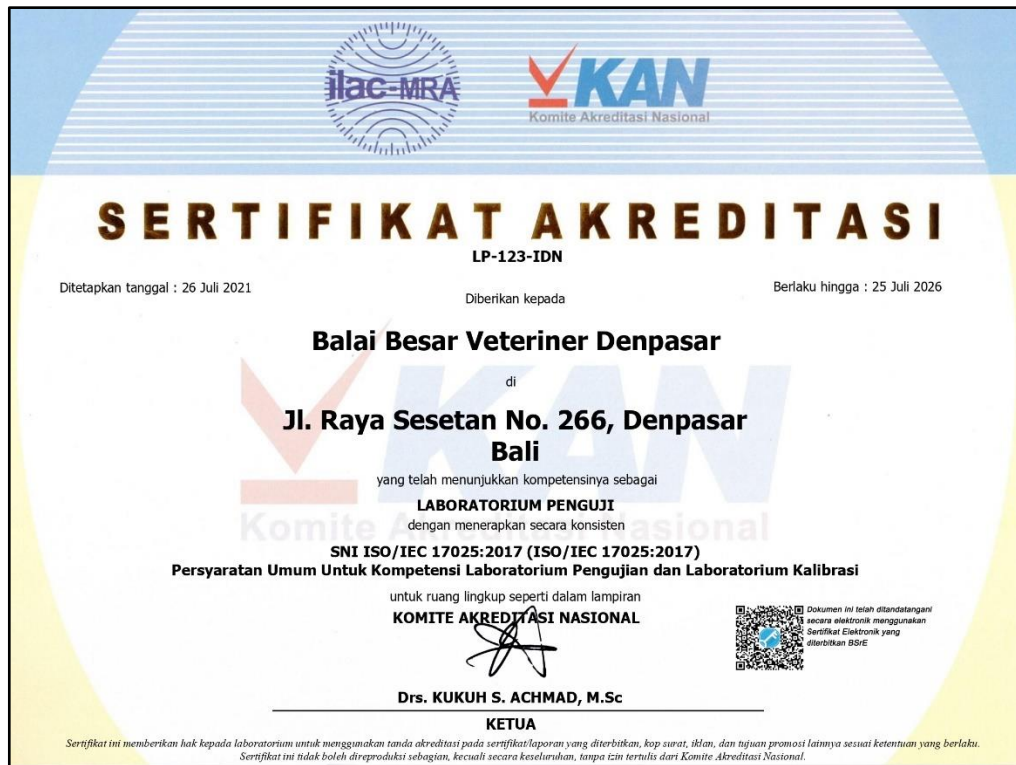 ilac-MRA
KAN
Komite Akreditasi Nasional
SERTIFIKAT AKREDITASI
LP-123-IDN
Ditetapkan tanggal : 26 Juli 2021
Berlaku hingga : 25 Juli 2026
Diberikan kepada
Balai Besar Veteriner Denpasar
di
Jl. Raya Sesetan No. 266, Denpasar
Bali
yang telah menunjukkan kompetensinya sebagai
LABORATORIUM PENGUJI
dengan menerapkan secara konsisten
KAN
Komite Akreditasi Nasional
SNI ISO/IEC 17025:2017 (ISO/IEC 17025:2017)
Persyaratan Umum Untuk Kompetensi Laboratorium Pengujian dan Laboratorium Kalibrasi
untuk ruang lingkup seperti dalam lampiran
KOMITE AKREDITASI NASIONAL
Dokumen ini telah ditandatangani
secara elektronik menggunakan
Sertifikat Elektronik yang
diterbitkan BSrE
Drs. KUKUH S. ACHMAD, M.Sc
KETUA
Sertifikat ini memberikan hak kepada laboratorium untuk menggunakan tanda akreditasi pada sertifikat/laporan yang diterbitkan, kop surat, iklan, dan tujuan promosi lainnya sesuai ketentuan yang berlaku.
Sertifikat ini tidak boleh direproduksi sebagian, kecuali secara keseluruhan, tanpa izin tertulis dari Komite Akreditasi Nasional.